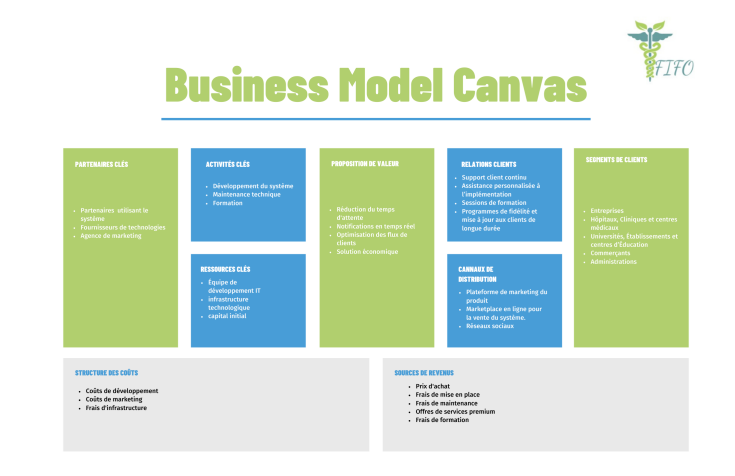 FIFO
Business Model Canvas
PARTENAIRES CLÉS
Partenaires utilisent le
système
Fournisseurs de technologies
Agence de marketing
ACTIVITÉS CLÉS
Développement du système
Maintenance technique
Formation
RESSOURCES CLÉS
Équipe de
développement IT
infrastructure
technologique
capital initial
PROPOSITION DE VALEUR
Réduction du temps
d'attente
Notifications en temps réel
Optimisation des flux de
clients
Solution économique
RELATIONS CLIENTS
Support client continu
Assistance personnalisée à
l'implémentation
Sessions de formation
Programmes de fidélité et
mise à jour aux clients de
longue durée
CANNAUX DE
DISTRIBUTION
Plateforme de marketing du
produit
Marketplace en ligne pour
la vente du système.
Réseaux sociaux
SEGMENTS DE CLIENTS
Entreprises
Hôpitaux, Cliniques et centres
médicaux
Universités, Établissements et
centres d'Éducation
Commerçants
Administrations
STRUCTURE DES COÛTS
Coûts de développement
Coûts de marketing
Frais d'infrastructure
SOURCES DE REVENUS
Prix d'achat
Frais de mise en place
Frais de maintenance
Offres de services premium
Frais de formation